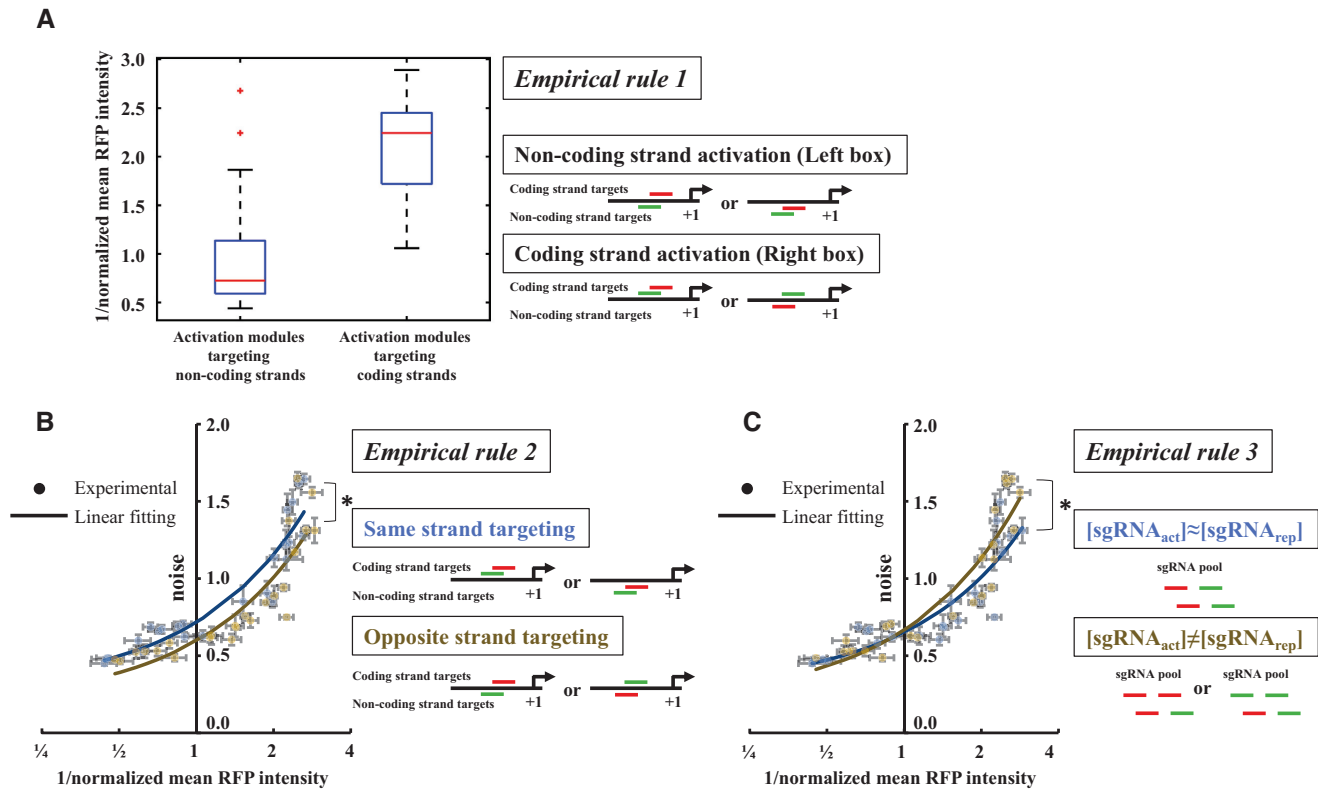 A
1/normalized mean RFP intensity
3.0
2.5
2.0
1.5
1.0
0.5
Activation modules
targeting
non-coding strands
Activation modules
targeting
coding strands
Empirical rule 1
Non-coding strand activation (Left box)
Coding strand targets
Non-coding strand targets
+1
or
+1
Coding strand activation (Right box)
Coding strand targets
Non-coding strand targets
+1
or
+1
B
Experimental
Linear fitting
noise
2.0
1.5
1.0
0.5
0.0
*
¼ ½ 1 2 4
1/normalized mean RFP intensity
Empirical rule 2
Same strand targeting
Coding strand targets
Non-coding strand targets
+1
or
+1
Opposite strand targeting
Coding strand targets
Non-coding strand targets
+1
or
+1
C
Experimental
Linear fitting
noise
2.0
1.5
1.0
0.5
0.0
*
¼ ½ 1 2 4
1/normalized mean RFP intensity
Empirical rule 3
[sgRNAact]≈[sgRNArep]
sgRNA pool
[sgRNAact]≠[sgRNArep]
sgRNA pool or sgRNA pool